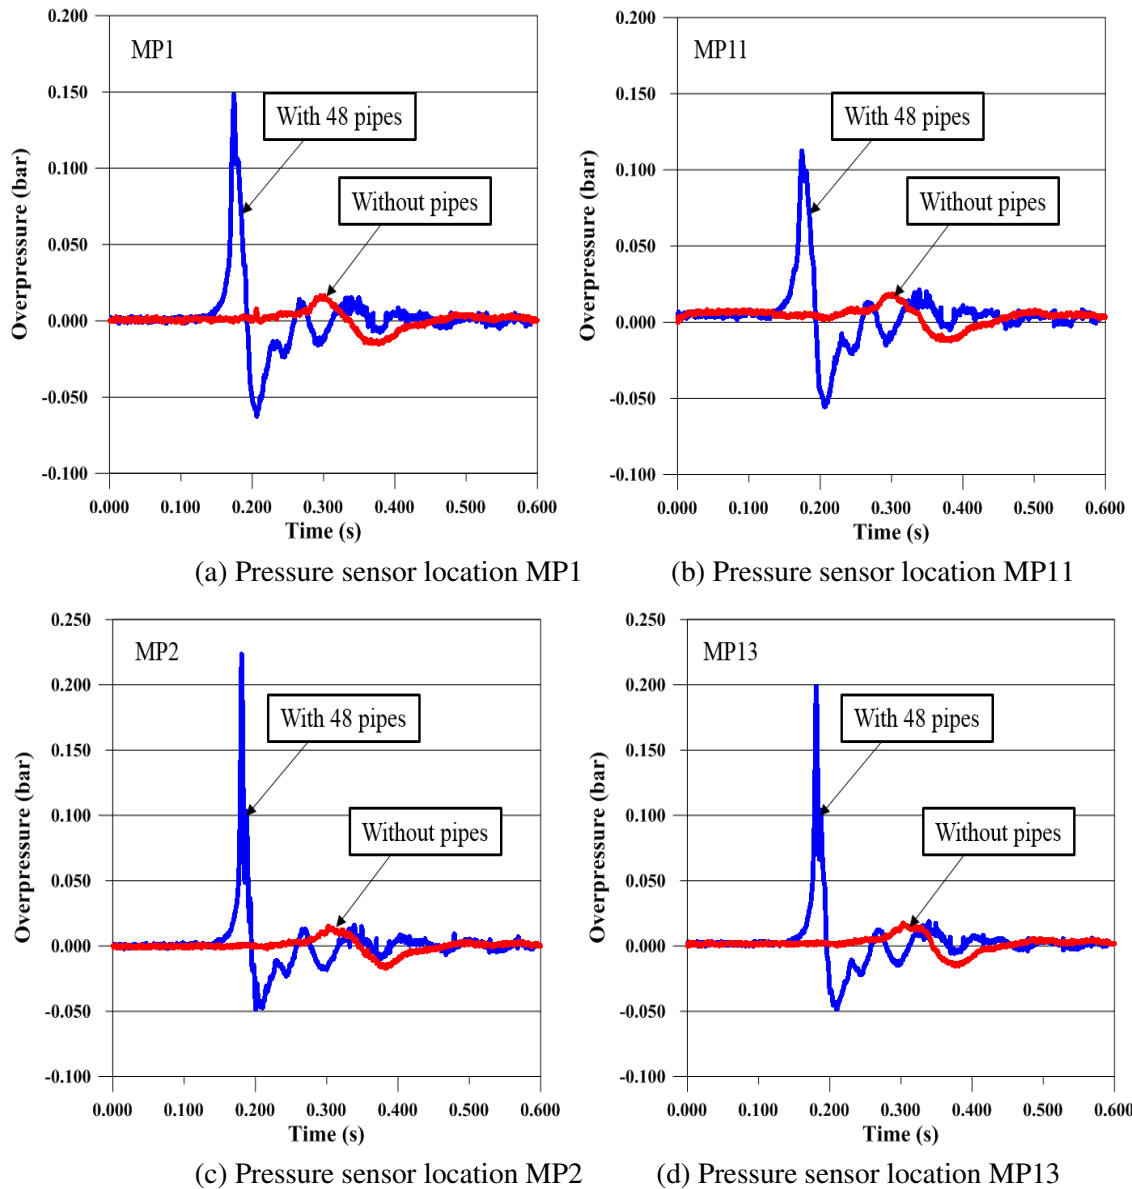 0.200
MP1
0.150
With 48 pipes
0.100
Without pipes
0.050
0.000
-0.050
-0.100
Overpressure (bar)
0.000 0.100 0.200 0.300 0.400 0.500 0.600
Time (s)
(a) Pressure sensor location MP1
0.200
MP11
0.150
With 48 pipes
0.100
Without pipes
0.050
0.000
-0.050
-0.100
Overpressure (bar)
0.000 0.100 0.200 0.300 0.400 0.500 0.600
Time (s)
(b) Pressure sensor location MP11
0.250
MP2
0.200
With 48 pipes
0.150
0.100
Without pipes
0.050
0.000
-0.050
-0.100
Overpressure (bar)
0.000 0.100 0.200 0.300 0.400 0.500 0.600
Time (s)
(c) Pressure sensor location MP2
0.250
MP13
0.200
With 48 pipes
0.150
0.100
Without pipes
0.050
0.000
-0.050
-0.100
Overpressure (bar)
0.000 0.100 0.200 0.300 0.400 0.500 0.600
Time (s)
(d) Pressure sensor location MP13